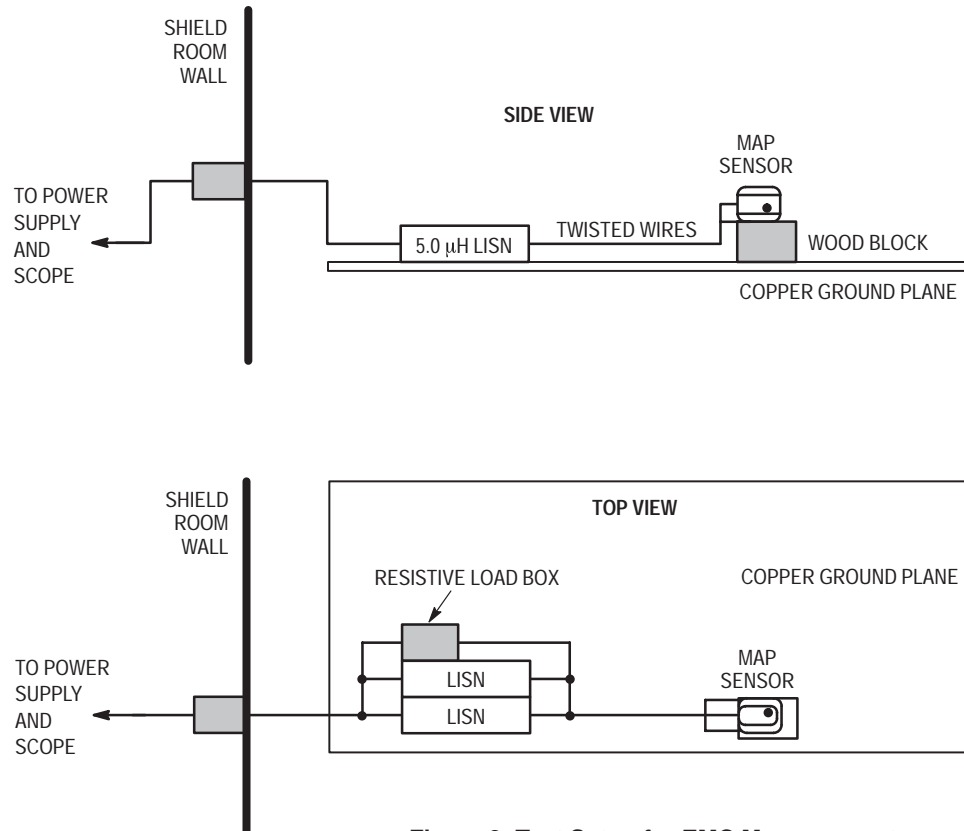 SHIELD
ROOM
WALL
SIDE VIEW
MAP
SENSOR
TO POWER
SUPPLY
AND
SCOPE
5.0 μH LISN
TWISTED WIRES
WOOD BLOCK
COPPER GROUND PLANE
SHIELD
ROOM
WALL
TOP VIEW
RESISTIVE LOAD BOX
COPPER GROUND PLANE
TO POWER
SUPPLY
AND
SCOPE
LISN
LISN
MAP
SENSOR